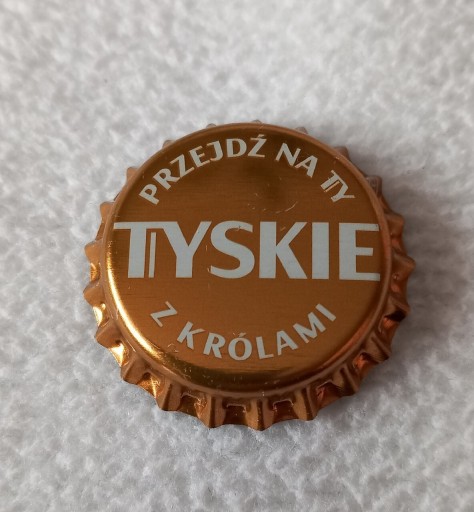 PRZEJDŹ NA TY
TYSKIE
Z KRÓLAMI